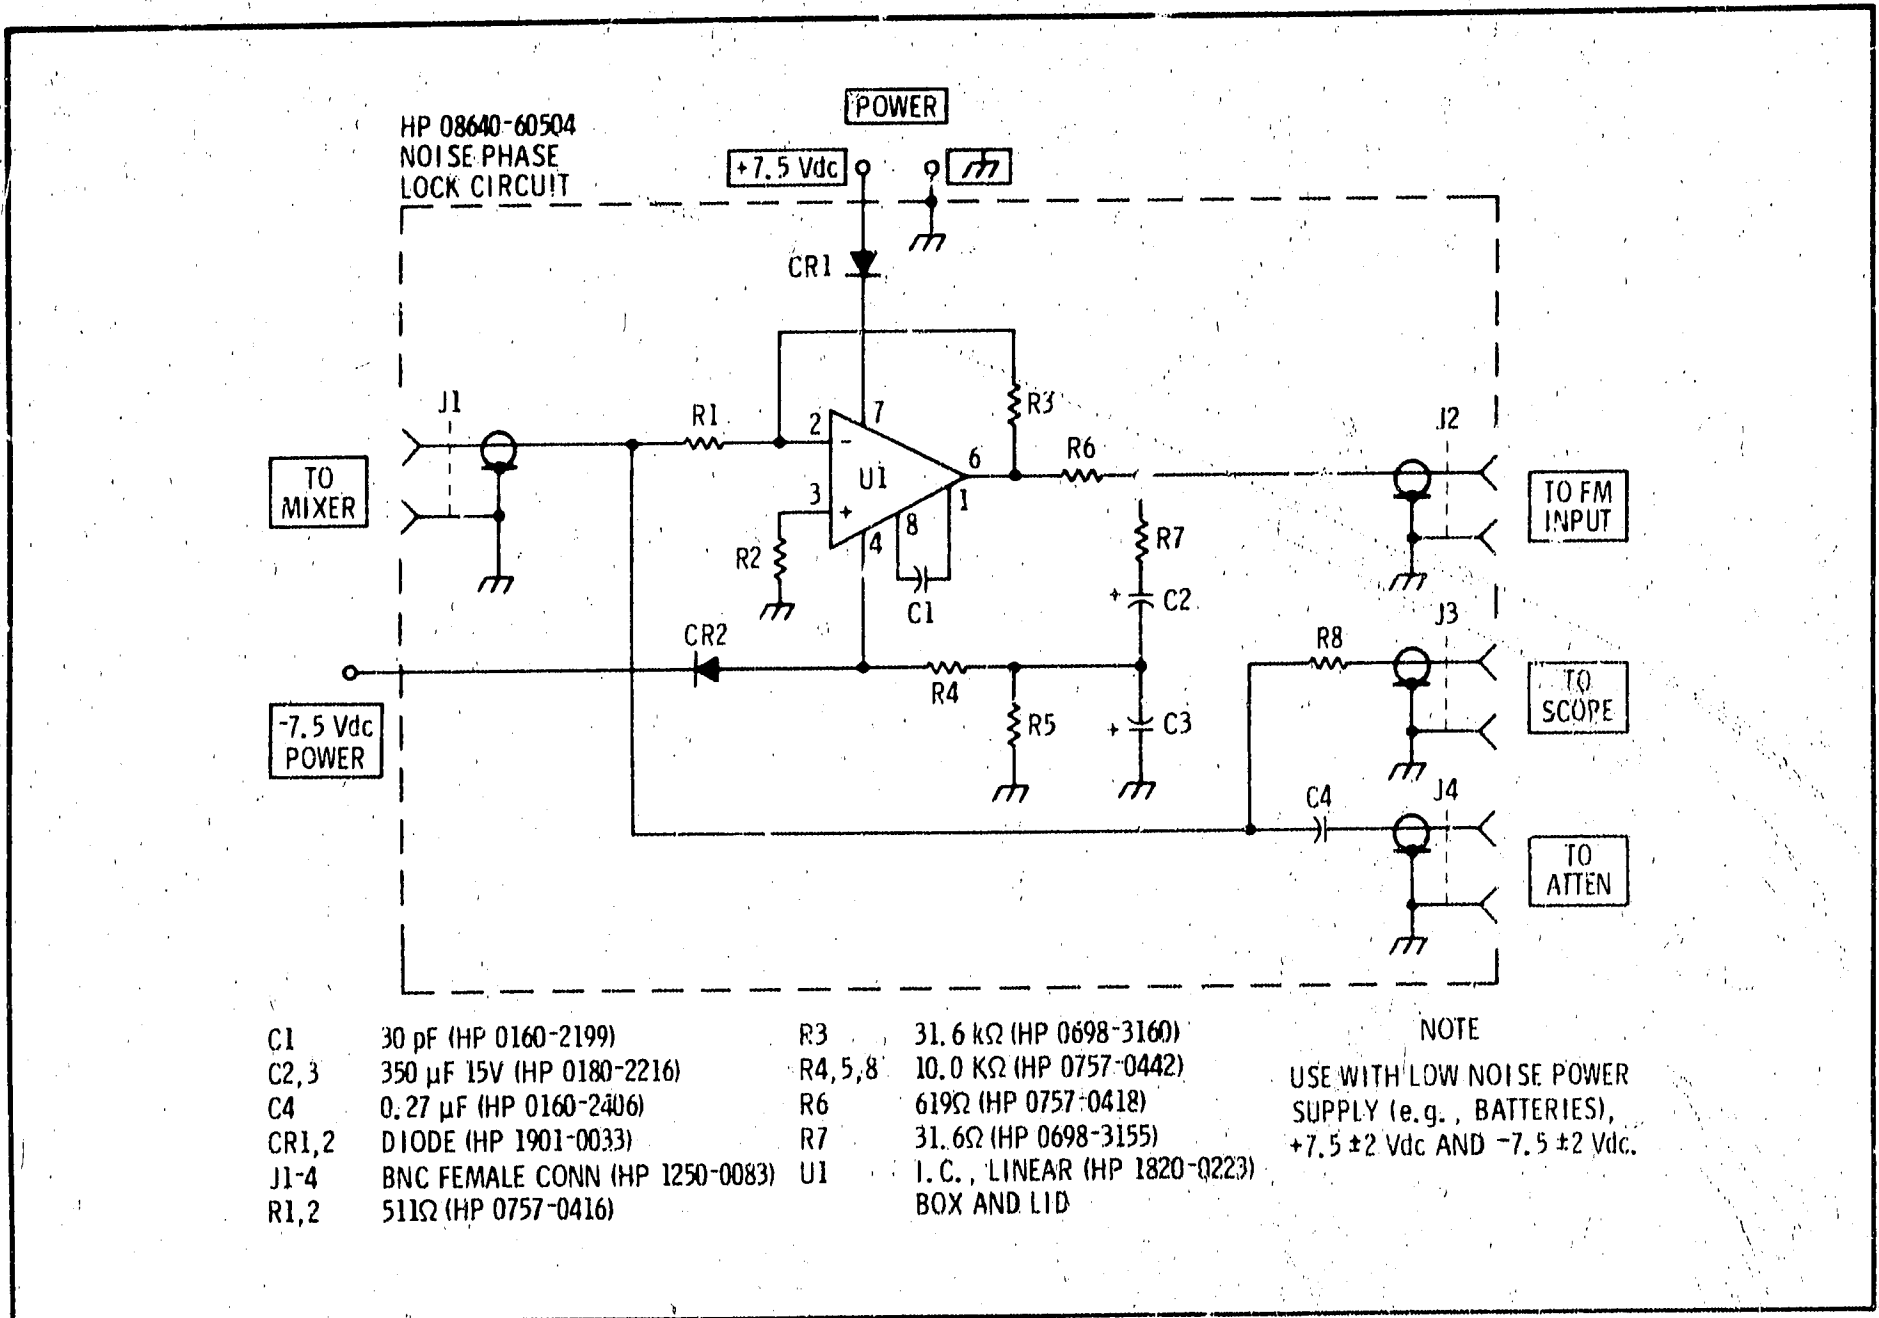 POWER
HP 08640-60504
NOISE PHASE
LOCK CIRCUIT
+7.5 Vdc
CR1
J1
R1
2
-
7
R3
J2
U1
6
R6
TO
MIXER
3
+
8
1
4
TO FM
INPUT
R2
R7
C1
+
C2
J3
CR2
R8
R4
TO
SCOPE
-7.5 Vdc
POWER
R5
+
C3
J4
C4
TO
ATTEN
C1 30 pF (HP 0160-2199)
C2,3 350 µF 15V (HP 0180-2216)
C4 0.27 µF (HP 0160-2406)
CR1,2 DIODE (HP 1901-0033)
J1-4 BNC FEMALE CONN (HP 1250-0083)
R1,2 511Ω (HP 0757-0416)
R3 31.6 kΩ (HP 0698-3160)
R4,5,8 10.0 KΩ (HP 0757-0442)
R6 619Ω (HP 0757-0418)
R7 31.6Ω (HP 0698-3155)
U1 I.C., LINEAR (HP 1820-0223)
BOX AND LID
NOTE
USE WITH LOW NOISE POWER
SUPPLY (e.g., BATTERIES),
+7.5 ±2 Vdc AND -7.5 ±2 Vdc.